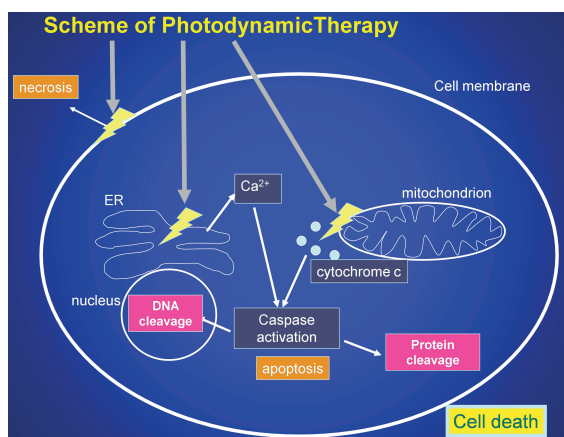 Scheme of PhotodynamicTherapy
necrosis
Cell membrane
Ca²⁺
mitochondrion
ER
cytochrome c
nucleus
DNA
cleavage
Caspase
activation
Protein
cleavage
apoptosis
Cell death